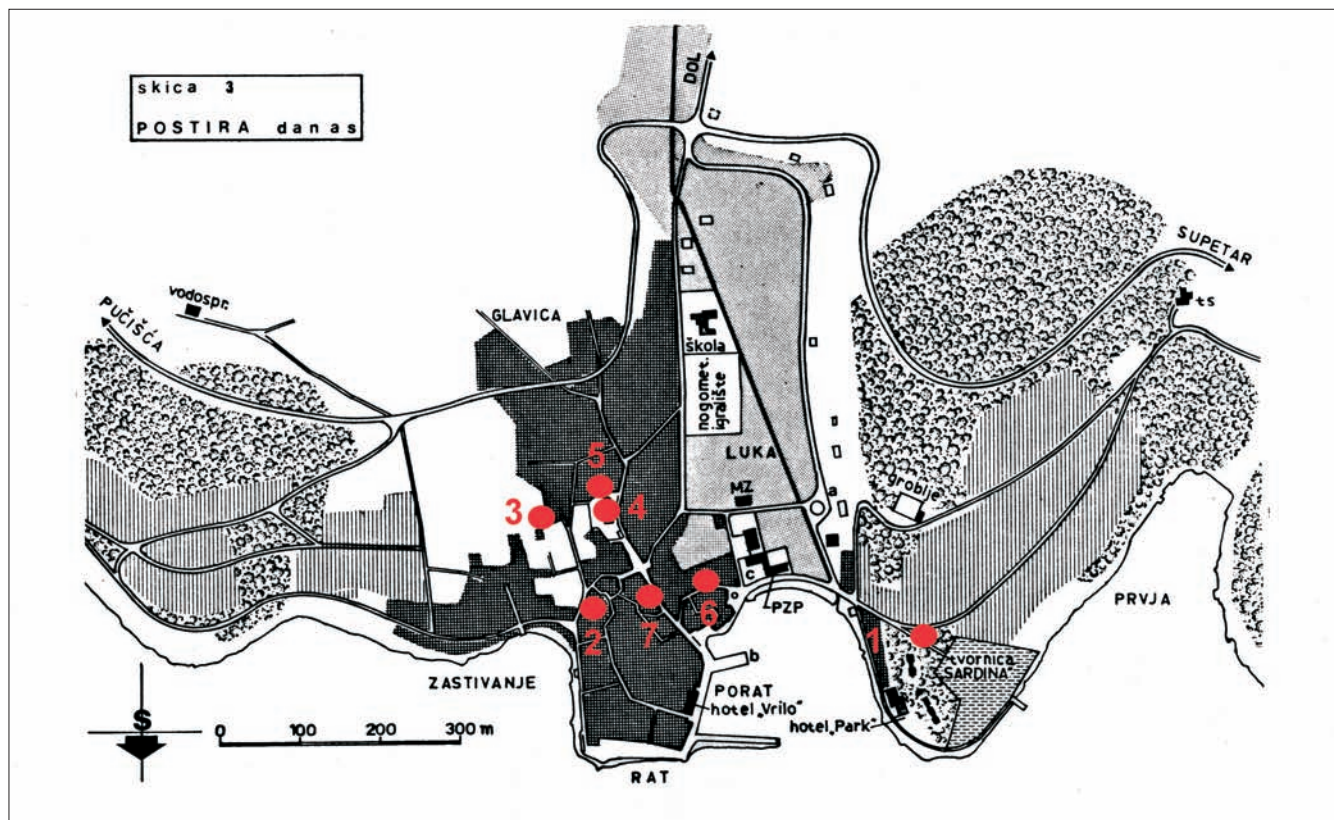 skica 3
POSTIRA danas
DOL
SUPETAR
ts
vodospr.
PUČIŠĆA
GLAVICA
škola
nogomet.
igralište
LUKA
MZ
a
groblje
5
3
4
c
PZP
PRVJA
2
7
6
1
tvornica
"SARDINA"
b
ZASTIVANJE
PORAT
hotel „Vrilo"
hotel „Park"
S
0 100 200 300 m
RAT